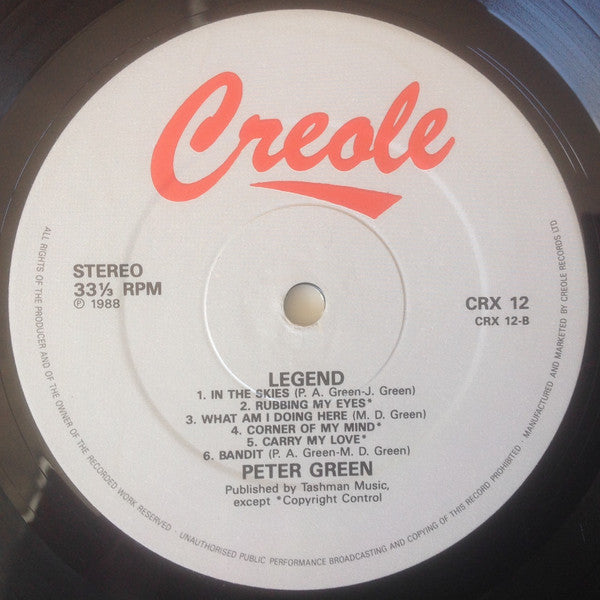 Creole
STEREO
33⅓ RPM
℗ 1988
CRX 12
CRX 12-B
LEGEND
1. IN THE SKIES (P. A. Green-J. Green)
2. RUBBING MY EYES*
3. WHAT AM I DOING HERE (M. D. Green)
4. CORNER OF MY MIND*
5. CARRY MY LOVE*
6. BANDIT (P. A. Green-M. D. Green)
PETER GREEN
Published by Tashman Music,
except *Copyright Control
ALL RIGHTS OF THE PRODUCER AND OF THE OWNER OF THE RECORDED WORK RESERVED · UNAUTHORISED PUBLIC PERFORMANCE BROADCASTING AND COPYING OF THIS RECORD PROHIBITED · MANUFACTURED AND MARKETED BY CREOLE RECORDS LTD